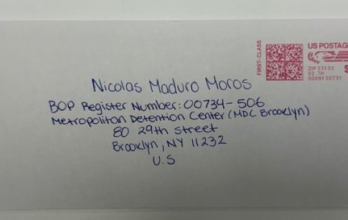 FIRST-CLASS
US POSTAGE
Nicolas Maduro Moros
BOP Register Number: 00734-506
Metropolitan Detention Center (MDC Brooklyn)
80 29th Street
Brooklyn, NY 11232
U.S